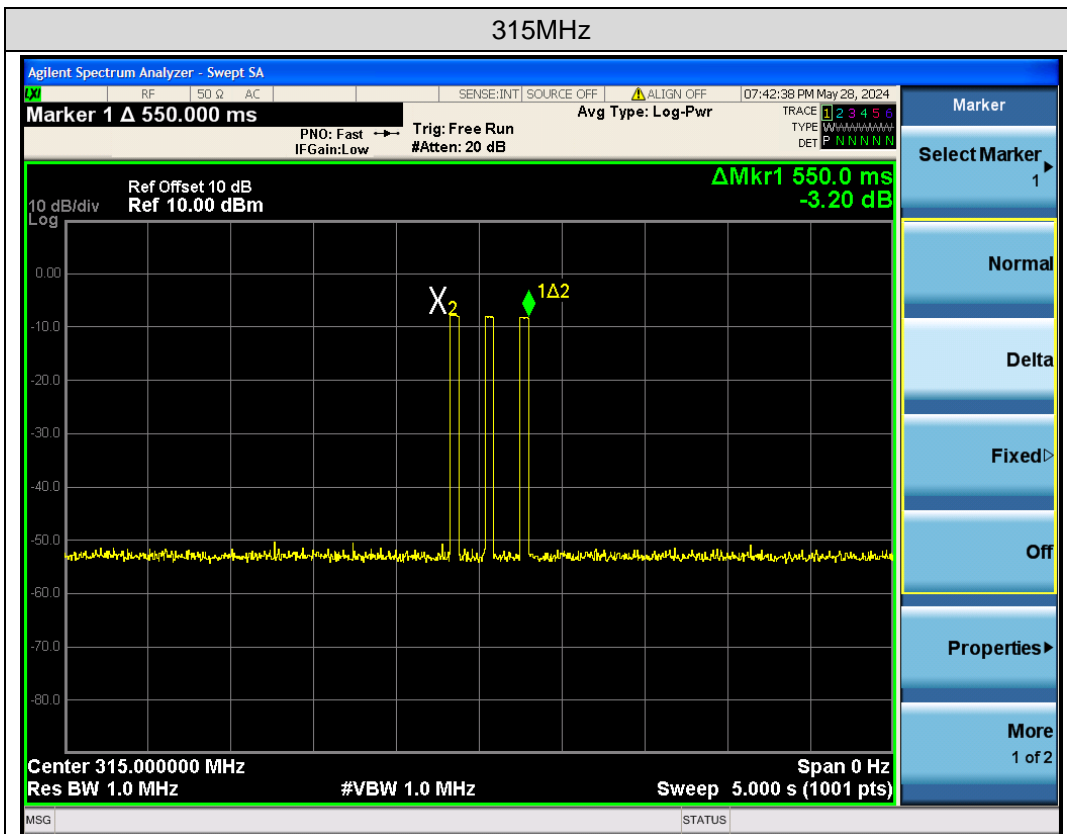 315MHz
Agilent Spectrum Analyzer - Swept SA
LXI RF 50 Ω AC SENSE:INT SOURCE OFF ALIGN OFF 07:42:38 PM May 28, 2024
Marker 1 Δ 550.000 ms
PNO: Fast
IFGain:Low
Trig: Free Run
#Atten: 20 dB
Avg Type: Log-Pwr
TRACE 1 2 3 4 5 6
TYPE WWWWWW
DET P N N N N N
Ref Offset 10 dB
10 dB/div Ref 10.00 dBm
Log
ΔMkr1 550.0 ms
-3.20 dB
0.00
-10.0
-20.0
-30.0
-40.0
-50.0
-60.0
-70.0
-80.0
X2
1Δ2
Center 315.000000 MHz Span 0 Hz
Res BW 1.0 MHz #VBW 1.0 MHz Sweep 5.000 s (1001 pts)
MSG STATUS
Marker
Select Marker
1
Normal
Delta
Fixed
Off
Properties
More
1 of 2